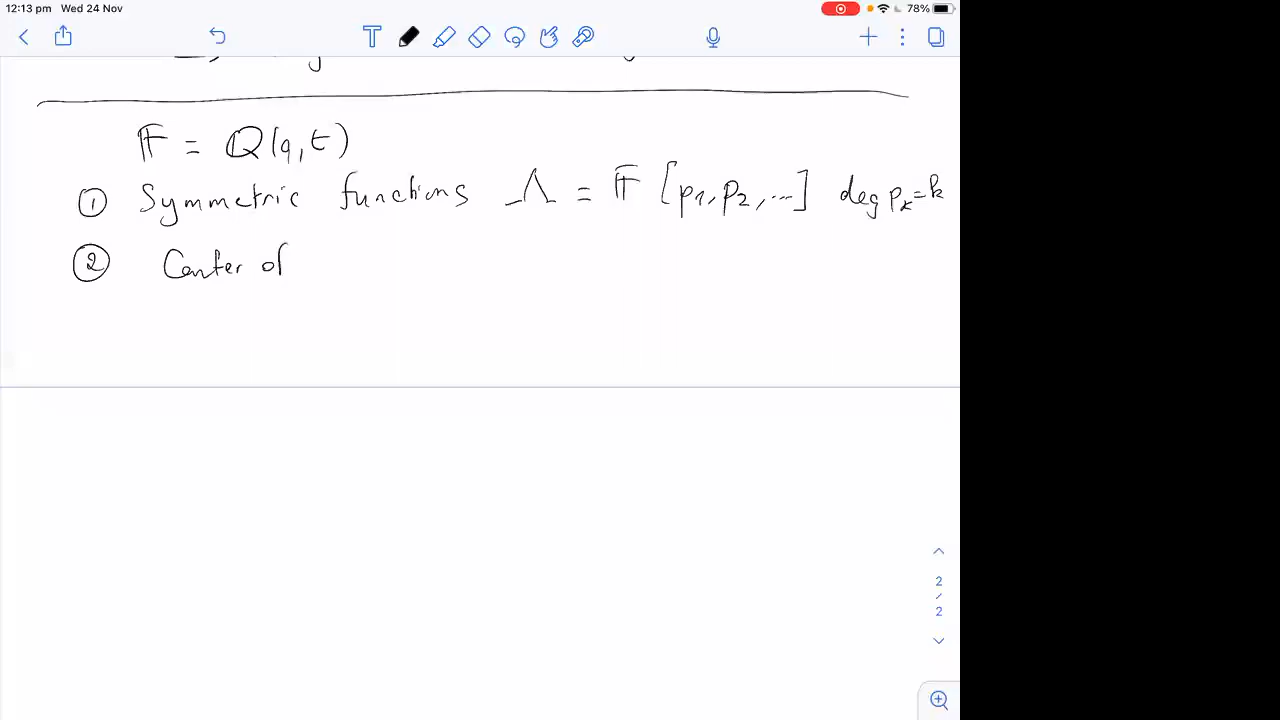 12:13 pm Wed 24 Nov
78%
T
𝔽 = ℚ(q,t)
① Symmetric functions Λ = 𝔽 [p₁, p₂, ...] deg pₖ = k
② Center of
2
/
2